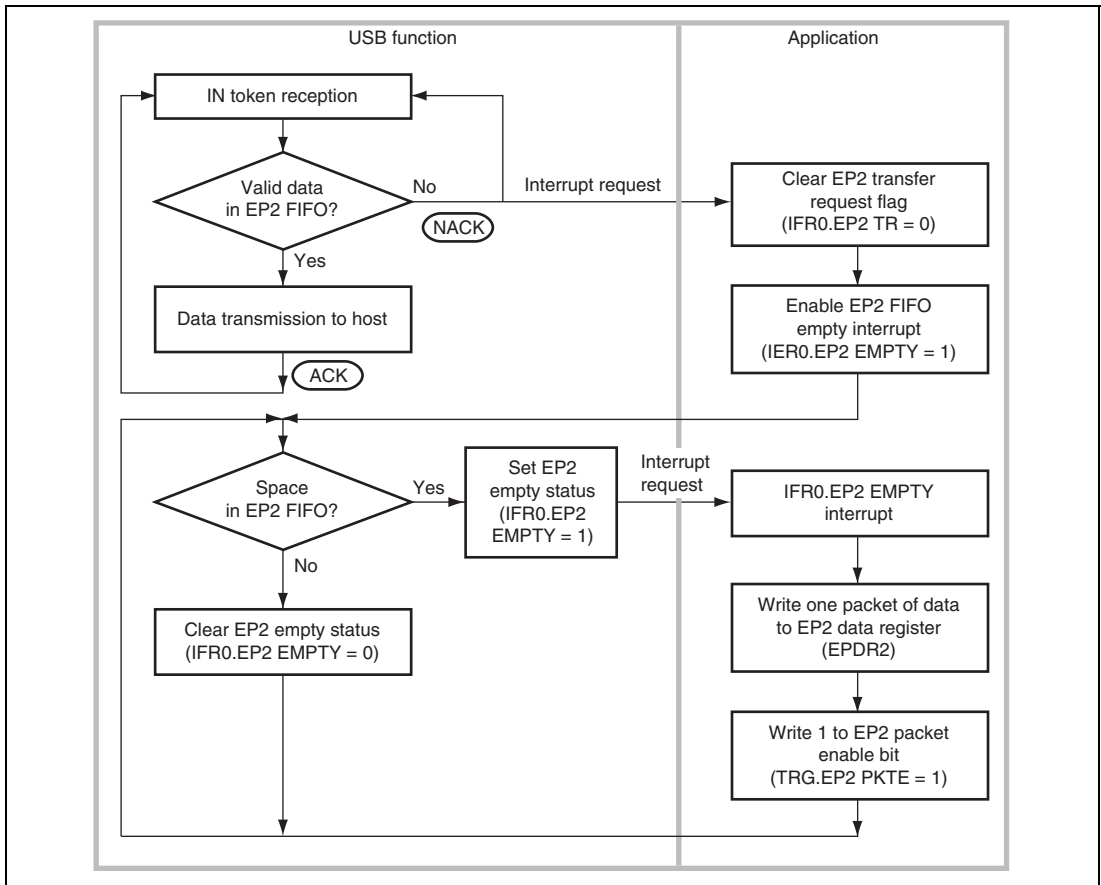 USB function
Application
IN token reception
Valid data
in EP2 FIFO?
No
NACK
Interrupt request
Clear EP2 transfer
request flag
(IFR0.EP2 TR = 0)
Yes
Data transmission to host
ACK
Enable EP2 FIFO
empty interrupt
(IER0.EP2 EMPTY = 1)
Space
in EP2 FIFO?
Yes
Set EP2
empty status
(IFR0.EP2
EMPTY = 1)
Interrupt
request
IFR0.EP2 EMPTY
interrupt
No
Clear EP2 empty status
(IFR0.EP2 EMPTY = 0)
Write one packet of data
to EP2 data register
(EPDR2)
Write 1 to EP2 packet
enable bit
(TRG.EP2 PKTE = 1)